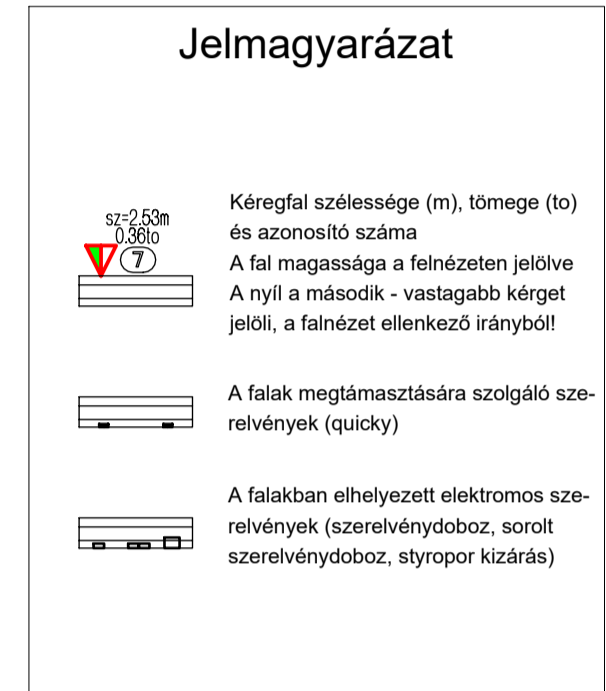 Jelmagyarázat
sz=2.53m
0.36to
7
Kéregfal szélessége (m), tömege (to)
és azonosító száma
A fal magassága a felnézeten jelölve
A nyíl a második - vastagabb kérget
jelöli, a falnézet ellenkező irányból!
A falak megtámasztására szolgáló sze-
relvények (quicky)
A falakban elhelyezett elektromos sze-
relvények (szerelvénydoboz, sorolt
szerelvénydoboz, styropor kizárás)